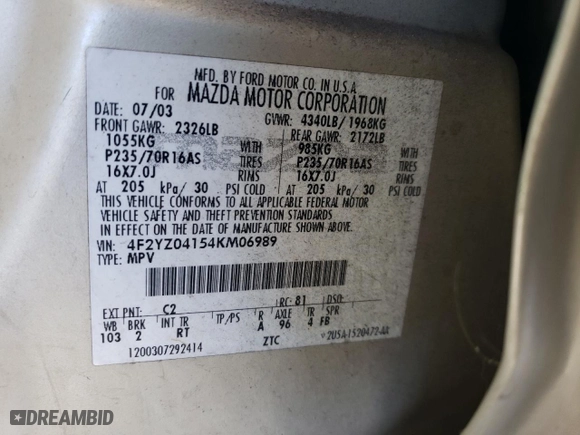 MFD. BY FORD MOTOR CO. IN U.S.A.
FOR MAZDA MOTOR CORPORATION
DATE: 07/03 GVWR: 4340LB/ 1968KG
FRONT GAWR: 2326LB REAR GAWR: 2172LB
1055KG WITH 985KG WITH
P235/70R16AS TIRES P235/70R16AS TIRES
16X7.0J RIMS 16X7.0J RIMS
AT 205 kPa/ 30 PSI COLD AT 205 kPa/ 30 PSI COLD
THIS VEHICLE CONFORMS TO ALL APPLICABLE FEDERAL MOTOR
VEHICLE SAFETY AND THEFT PREVENTION STANDARDS
IN EFFECT ON THE DATE OF MANUFACTURE SHOWN ABOVE
VIN: 4F2YZ04154KM06989
TYPE: MPV
EXT PNT: C2 RC: 81 DSO:
WB BRK INT TR TP/PS R AXLE TR SPR
103 2 RT A 96 4 FB
1200307292414 ZTC
DREAMBID